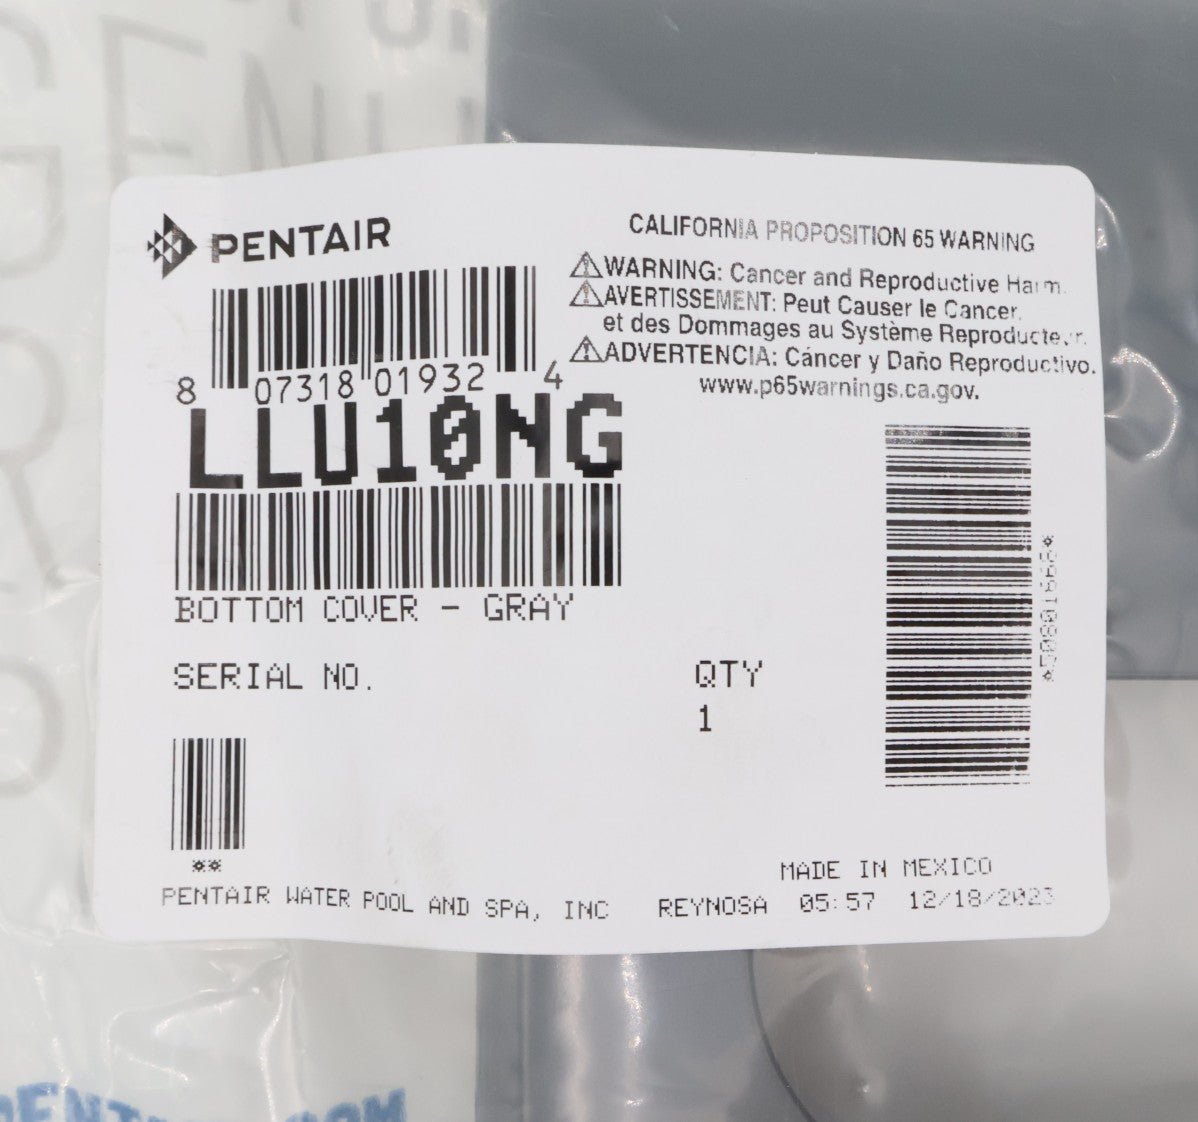 PENTAIR
8 07318 01932 4
LLU10NG
BOTTOM COVER - GRAY
SERIAL NO.
QTY
1
CALIFORNIA PROPOSITION 65 WARNING
WARNING: Cancer and Reproductive Harm.
AVERTISSEMENT: Peut Causer le Cancer,
et des Dommages au Système Reproducteur.
ADVERTENCIA: Cáncer y Daño Reproductivo.
www.p65warnings.ca.gov.
**
MADE IN MEXICO
PENTAIR WATER POOL AND SPA, INC
REYNOSA 05:57 12/18/2023